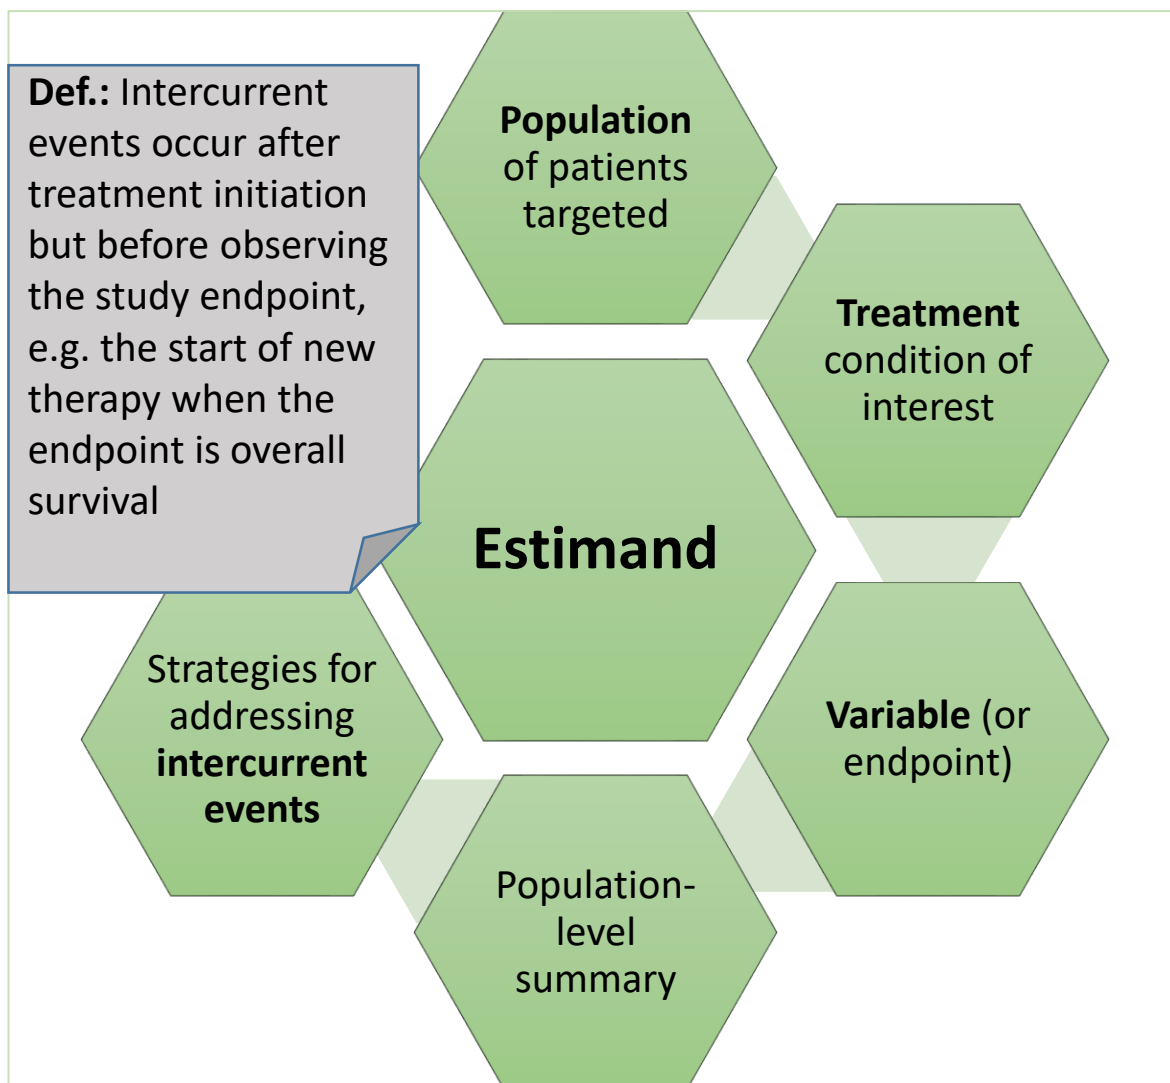 Def.: Intercurrent
events occur after
treatment initiation
but before observing
the study endpoint,
e.g. the start of new
therapy when the
endpoint is overall
survival
Population
of patients
targeted
Treatment
condition of
interest
Estimand
Variable (or
endpoint)
Population-
level
summary
Strategies for
addressing
intercurrent
events